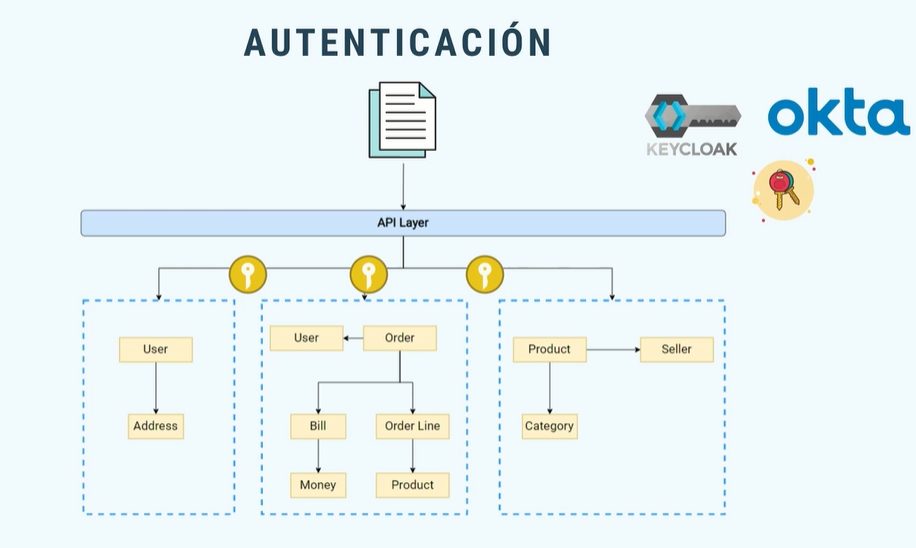 AUTENTICACIÓN
KEYCLOAK
okta
API Layer
User
Address
User
Order
Bill
Order Line
Money
Product
Product
Seller
Category